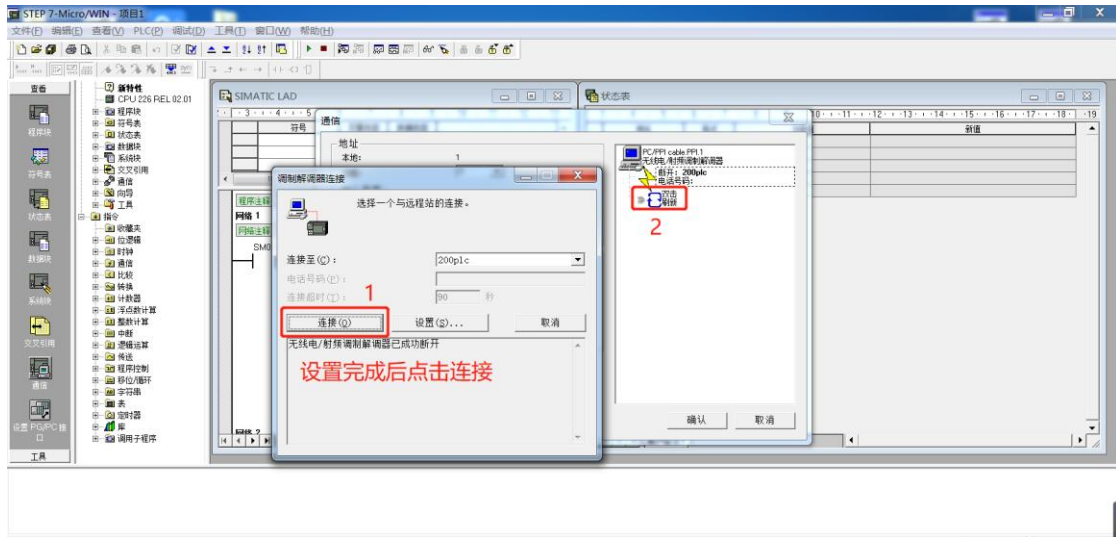 STEP 7-Micro/WIN - 项目1
文件(F) 编辑(E) 查看(V) PLC(P) 调试(D) 工具(T) 窗口(W) 帮助(H)
查看
程序块
符号表
状态表
数据块
系统块
交叉引用
通信
设置 PG/PC 接口
工具
新特性
CPU 226 REL 02.01
程序块
符号表
状态表
数据块
系统块
交叉引用
通信
向导
工具
指令
收藏夹
位逻辑
时钟
通信
比较
转换
计数器
浮点数计算
整数计算
中断
逻辑运算
传送
程序控制
移位/循环
字符串
表
定时器
库
调用子程序
SIMATIC LAD
3 4 5
符号
程序注释
网络 1
网络注释
SM0
网络 2
通信
地址
本地: 1
调制解调器连接
选择一个与远程站的连接。
连接至(C): 200plc
电话号码(P):
连接超时(T): 90 秒
1
连接(O) 设置(S)... 取消
无线电/射频调制解调器已成功断开
设置完成后点击连接
PC/PPI cable.PPI.1
无线电/射频调制解调器
断开: 200plc
电话号码:
双击
刷新
2
确认 取消
状态表
10 11 12 13 14 15 16 17 18 19
新值